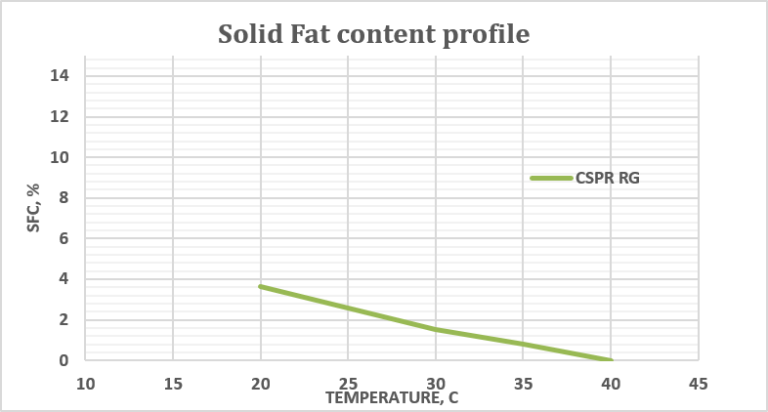 Solid Fat content profile
14
12
10
8
6
4
2
0
SFC, %
CSPR RG
10 15 20 25 30 35 40 45
TEMPERATURE, C